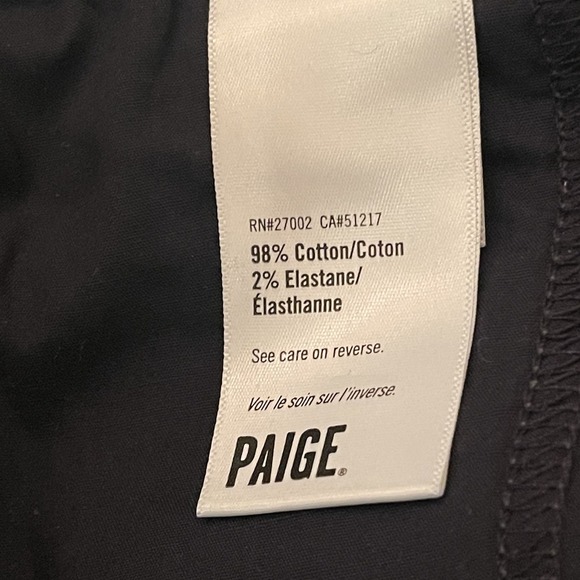 RN#27002 CA#51217
98% Cotton/Coton
2% Elastane/
Élasthanne
See care on reverse.
Voir le soin sur l'inverse.
PAIGE®